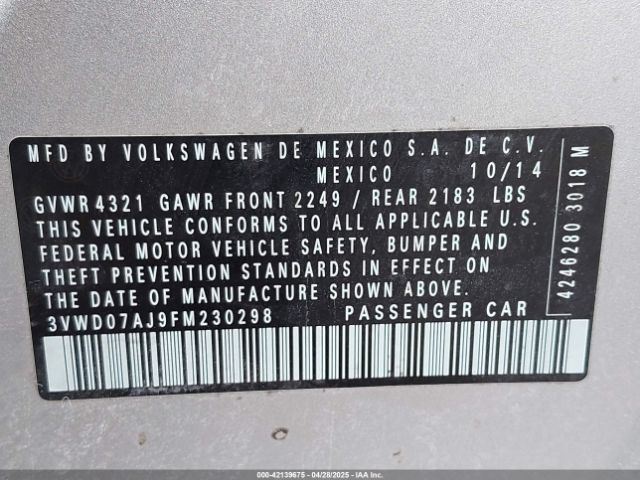 MFD BY VOLKSWAGEN DE MEXICO S.A. DE C.V.
MEXICO 10/14
GVWR 4321 GAWR FRONT 2249 / REAR 2183 LBS
THIS VEHICLE CONFORMS TO ALL APPLICABLE U.S.
FEDERAL MOTOR VEHICLE SAFETY, BUMPER AND
THEFT PREVENTION STANDARDS IN EFFECT ON
THE DATE OF MANUFACTURE SHOWN ABOVE.
3VWD07AJ9FM230298 PASSENGER CAR
4246280 3018 M
000-42139675 | 04/28/2025 | Copyright © IAA, LLC